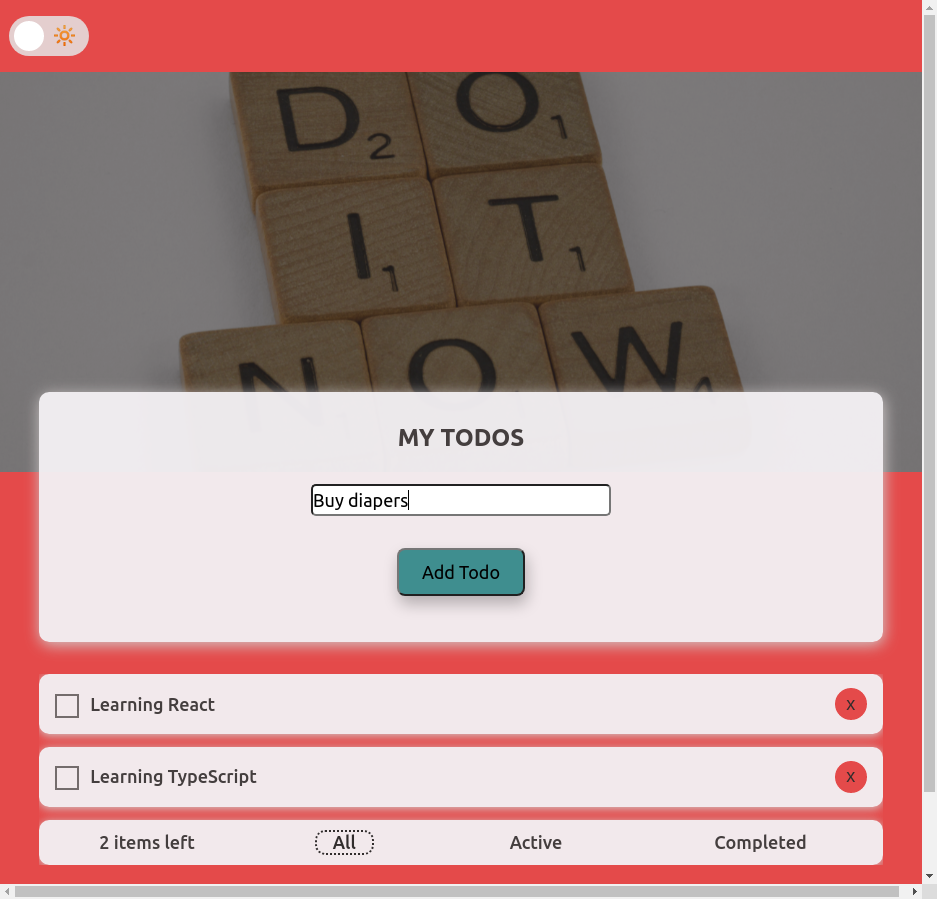 D2 O1
I1 T1
N O W4
MY TODOS
Buy diapers
Add Todo
Learning React X
Learning TypeScript X
2 items left All Active Completed